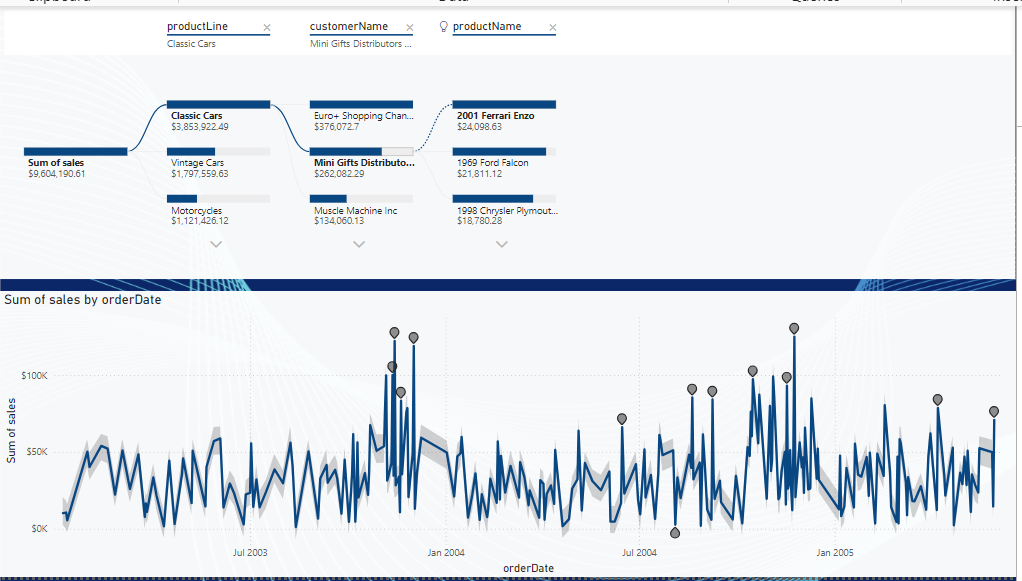 productLine
customerName
productName
Classic Cars
Mini Gifts Distributors ...
Classic Cars
$3,853,922.49
Euro+ Shopping Chan...
$376,072.7
2001 Ferrari Enzo
$24,098.63
Sum of sales
$9,604,190.61
Vintage Cars
$1,797,559.63
Mini Gifts Distributo...
$262,082.29
1969 Ford Falcon
$21,811.12
Motorcycles
$1,121,426.12
Muscle Machine Inc
$134,060.13
1998 Chrysler Plymout...
$18,780.28
Sum of sales by orderDate
Sum of sales
$100K
$50K
$0K
Jul 2003
Jan 2004
Jul 2004
Jan 2005
orderDate